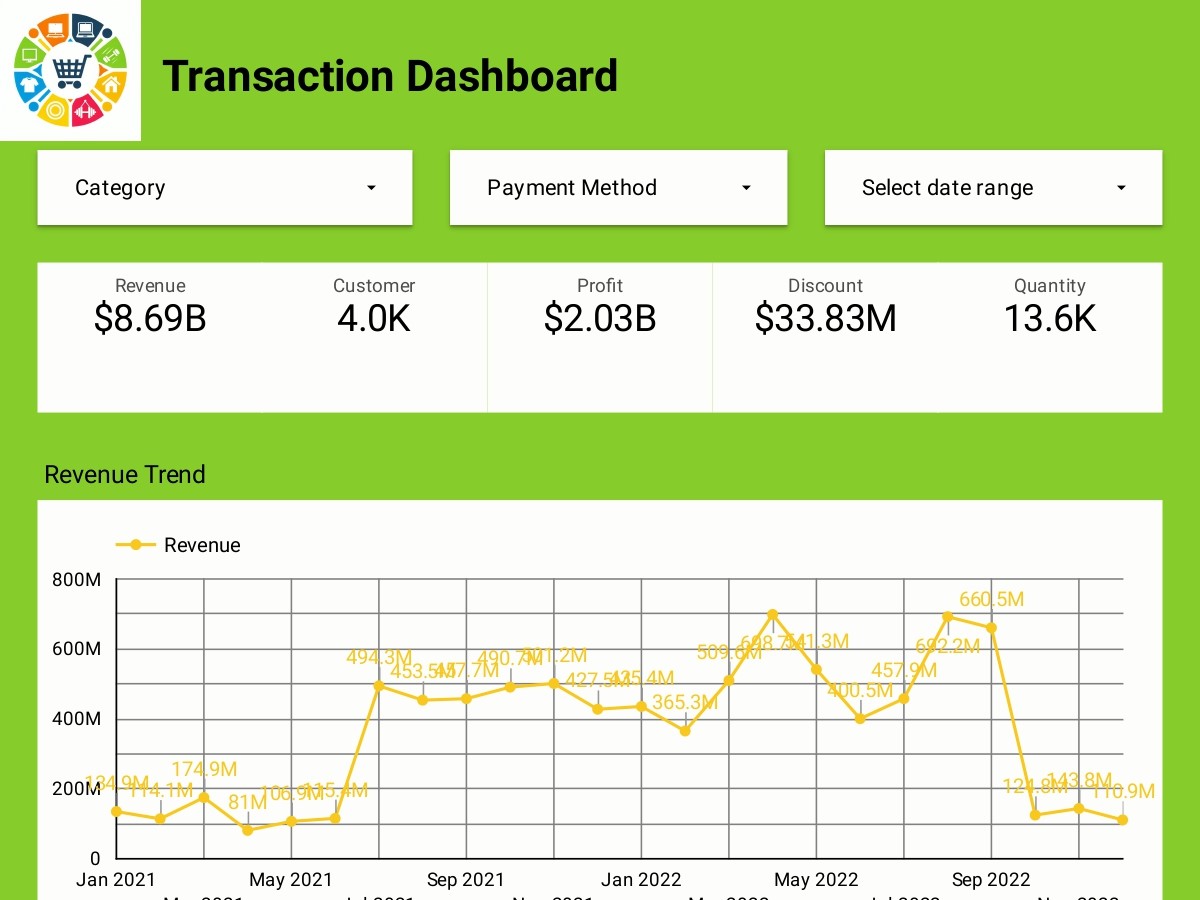 Transaction Dashboard
Category
Payment Method
Select date range
Revenue
$8.69B
Customer
4.0K
Profit
$2.03B
Discount
$33.83M
Quantity
13.6K
Revenue Trend
Revenue
800M
600M
400M
200M
0
134.9M
114.1M
174.9M
81M
106.9M
115.4M
494.3M
453.5M
457.7M
490.7M
501.2M
427.5M
435.4M
365.3M
509.6M
698.7M
541.3M
400.5M
457.9M
692.2M
660.5M
124.8M
143.8M
110.9M
Jan 2021
May 2021
Sep 2021
Jan 2022
May 2022
Sep 2022